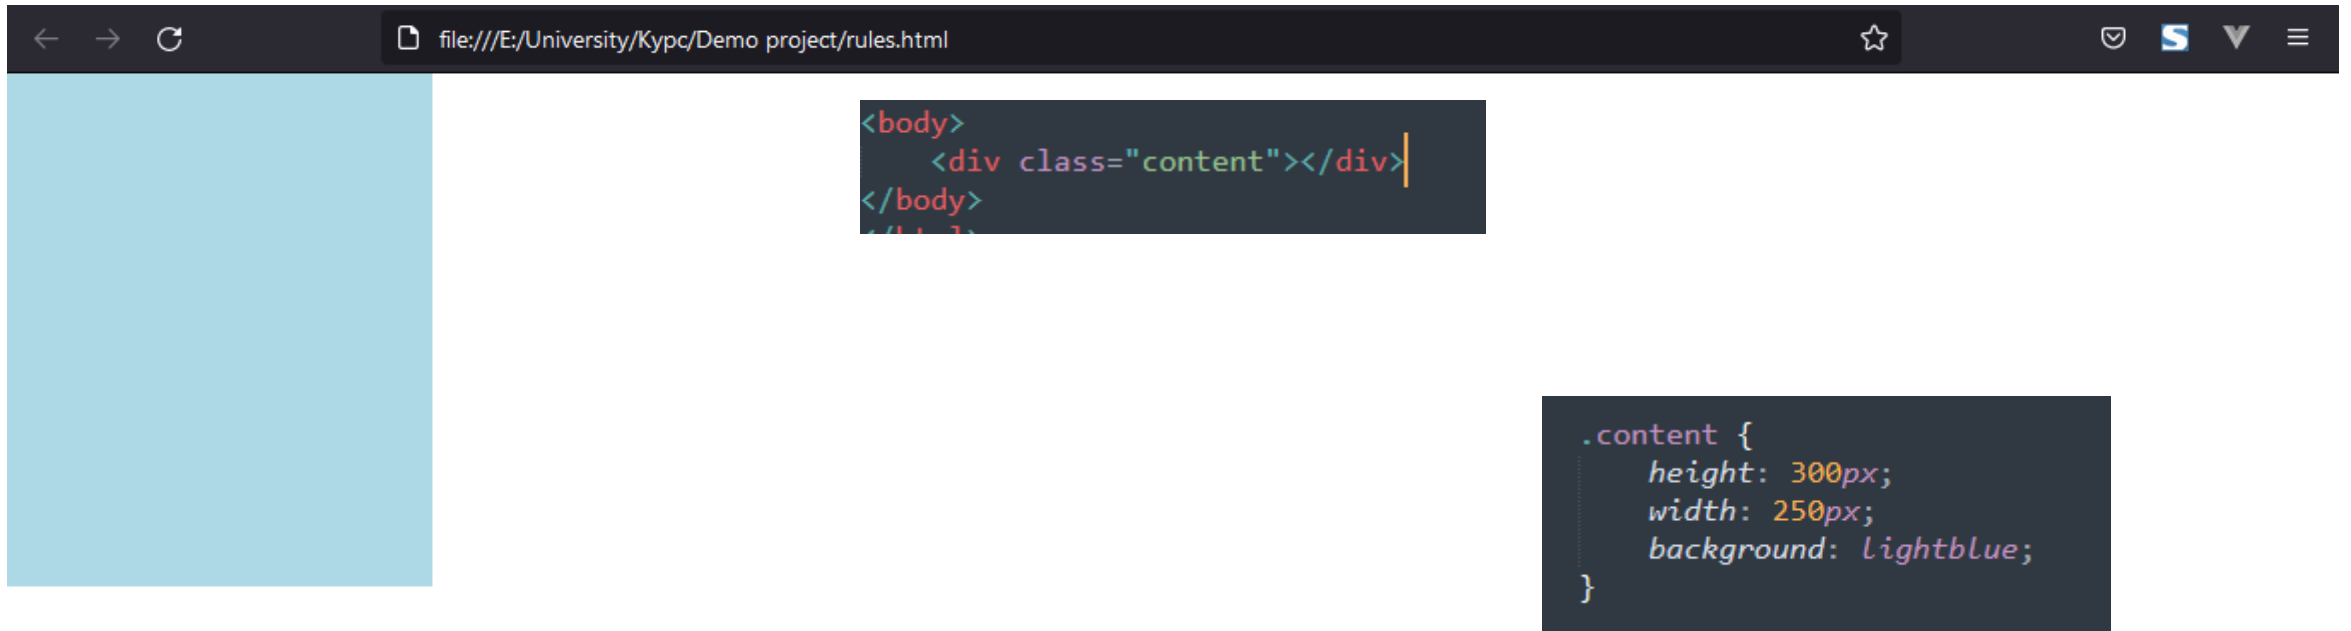 file:///E:/University/Курс/Demo project/rules.html
<body>
<div class="content"></div>
</body>
.content {
height: 300px;
width: 250px;
background: lightblue;
}